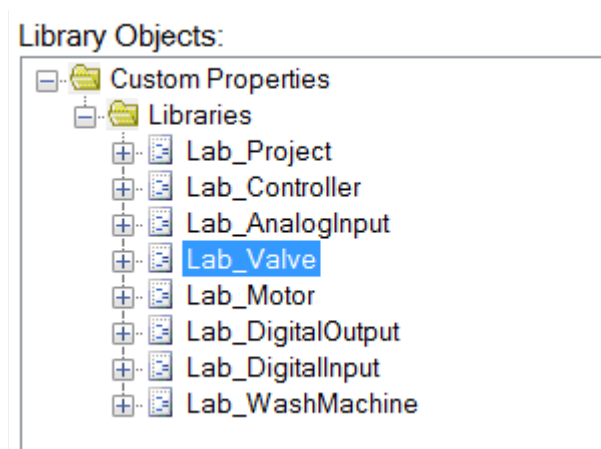 Library Objects:
Custom Properties
Libraries
Lab_Project
Lab_Controller
Lab_AnalogInput
Lab_Valve
Lab_Motor
Lab_DigitalOutput
Lab_DigitalInput
Lab_WashMachine